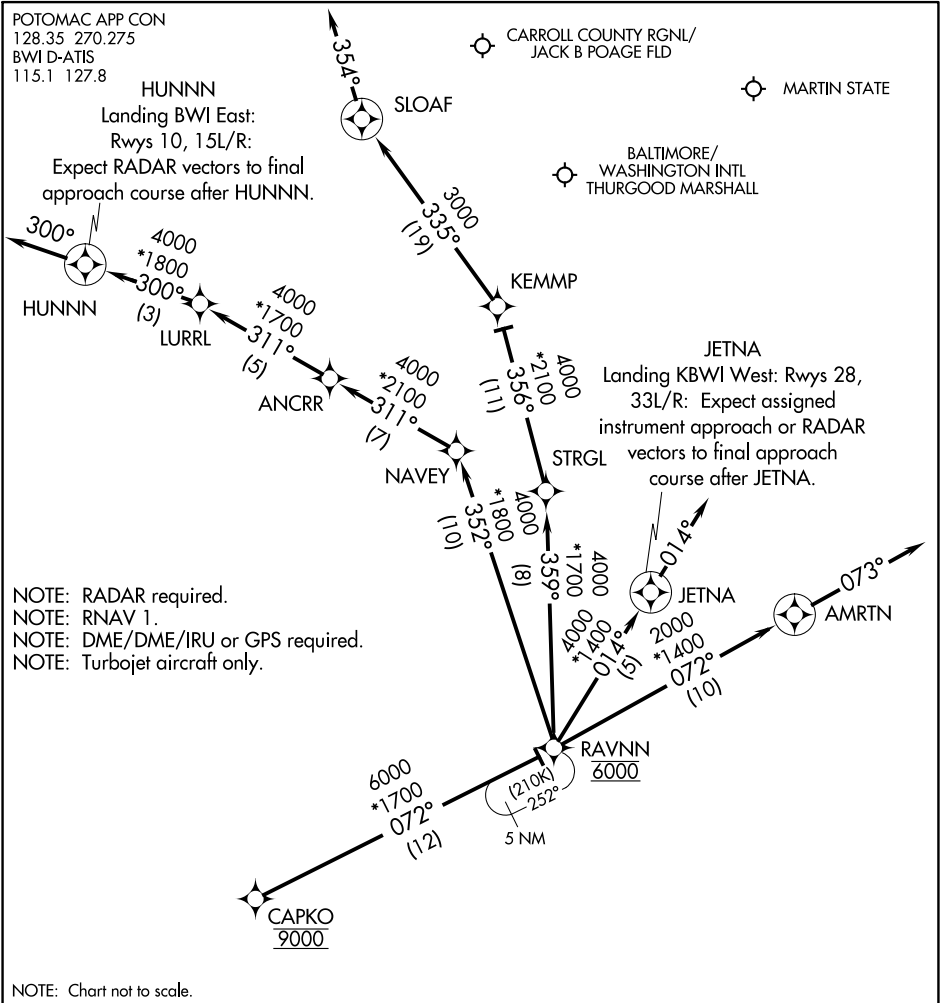 POTOMAC APP CON
128.35 270.275
BWI D-ATIS
115.1 127.8
HUNNN
Landing BWI East:
Rwys 10, 15L/R:
Expect RADAR vectors to final
approach course after HUNNN.
354°
SLOAF
CARROLL COUNTY RGNL/
JACK B POAGE FLD
MARTIN STATE
BALTIMORE/
WASHINGTON INTL
THURGOOD MARSHALL
3000
335°
(19)
KEMMP
300°
HUNNN
4000
*1800
300°
(3)
LURRL
4000
*1700
311°
(5)
ANCRR
4000
*2100
311°
(7)
NAVEY
4000
*2100
356°
(11)
STRGL
JETNA
Landing KBWI West: Rwys 28,
33L/R: Expect assigned
instrument approach or RADAR
vectors to final approach
course after JETNA.
4000
*1800
352°
(10)
4000
*1700
359°
(8)
014°
JETNA
4000
*1400
014°
(5)
073°
AMRTN
2000
*1400
072°
(10)
NOTE: RADAR required.
NOTE: RNAV 1.
NOTE: DME/DME/IRU or GPS required.
NOTE: Turbojet aircraft only.
RAVNN
6000
(210K)
252°
5 NM
6000
*1700
072°
(12)
CAPKO
9000
NOTE: Chart not to scale.